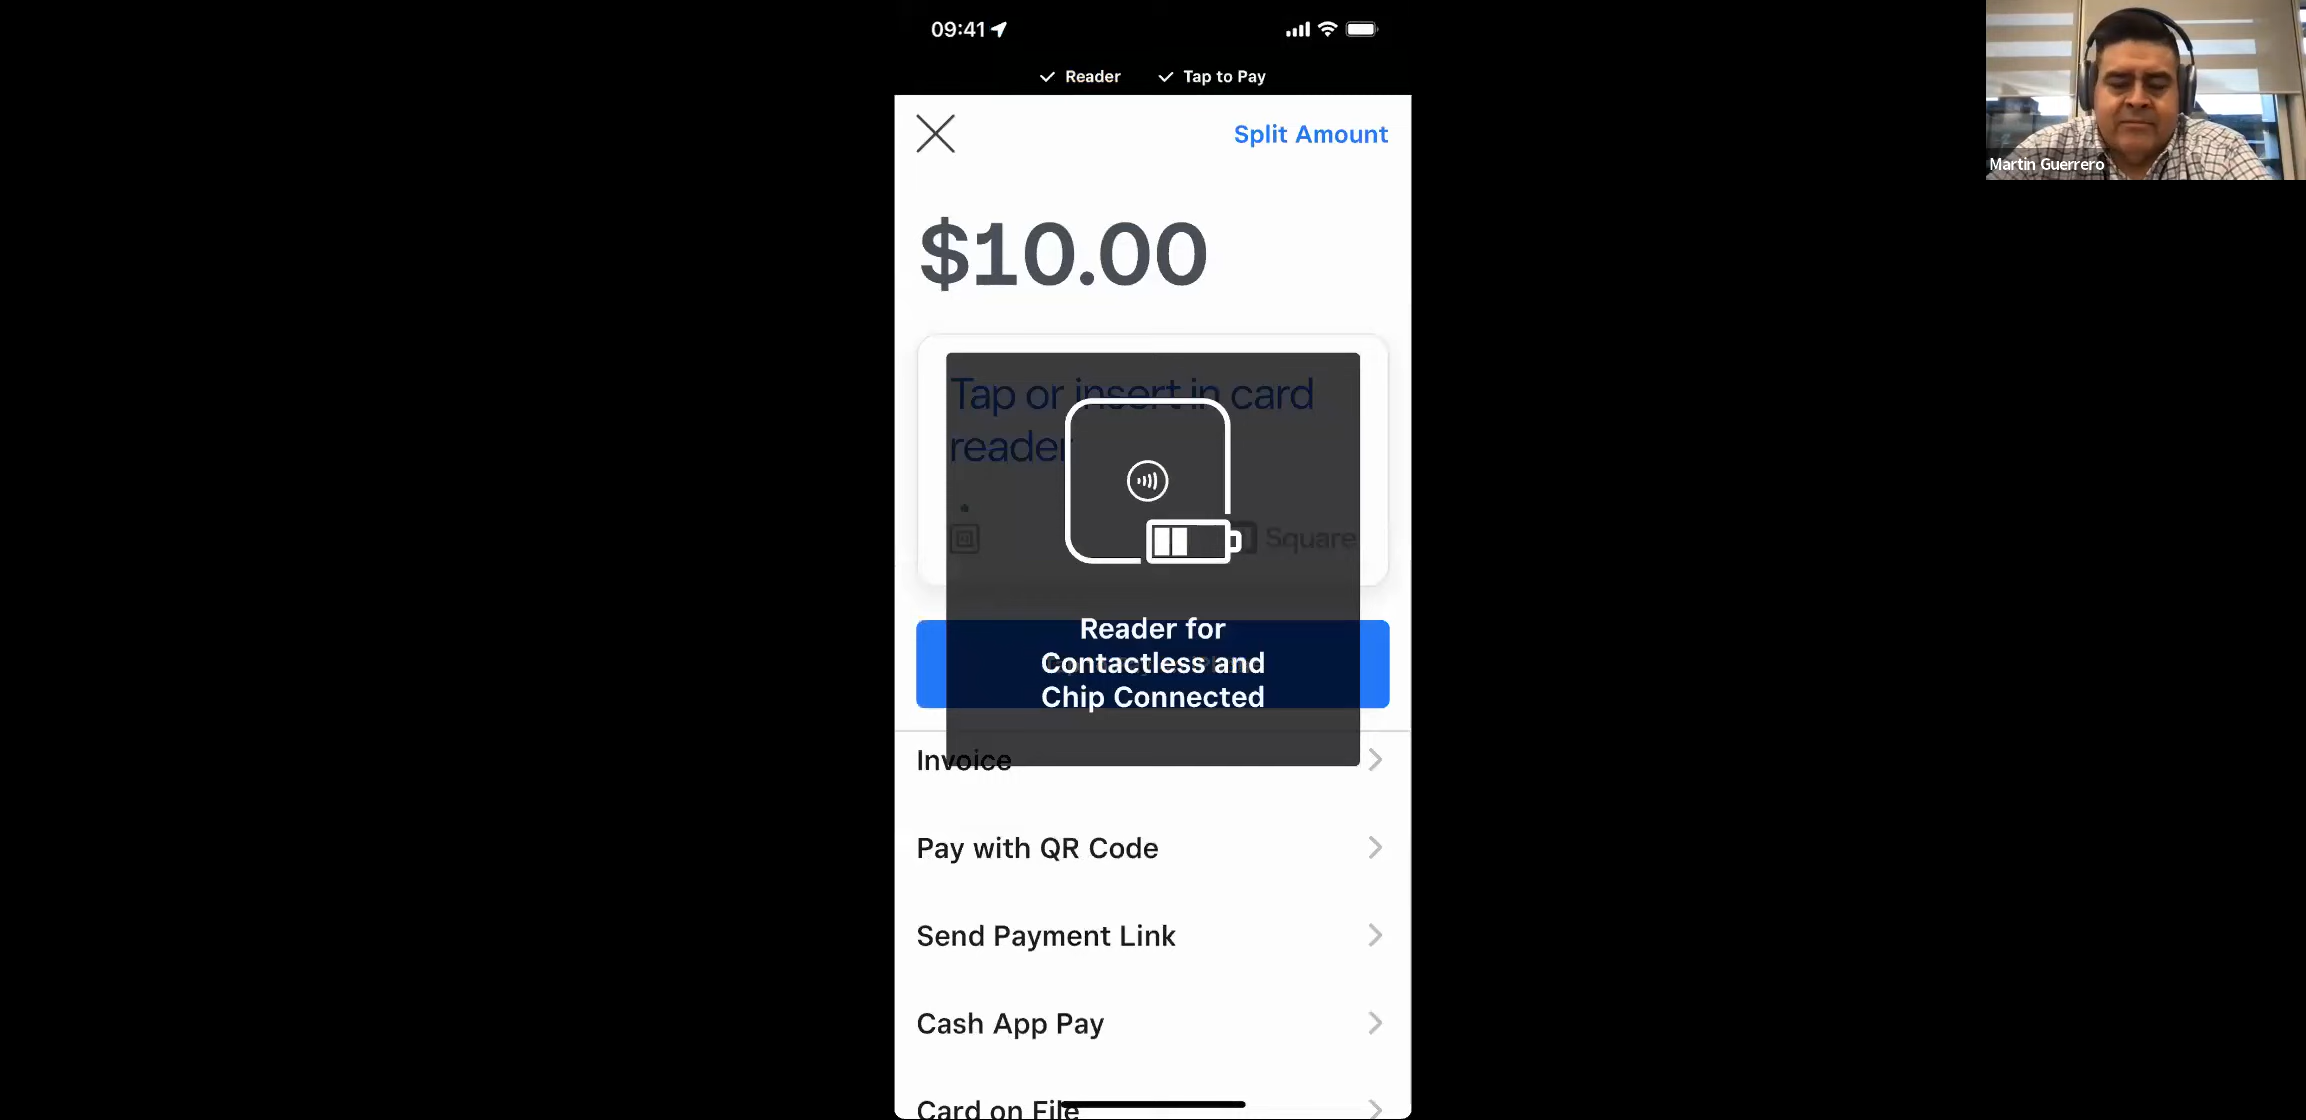 09:41
Reader
Tap to Pay
Split Amount
$10.00
Tap or insert in card
reader
Square
Reader for
Contactless and
Chip Connected
Invoice
Pay with QR Code
Send Payment Link
Cash App Pay
Card on File
Martin Guerrero